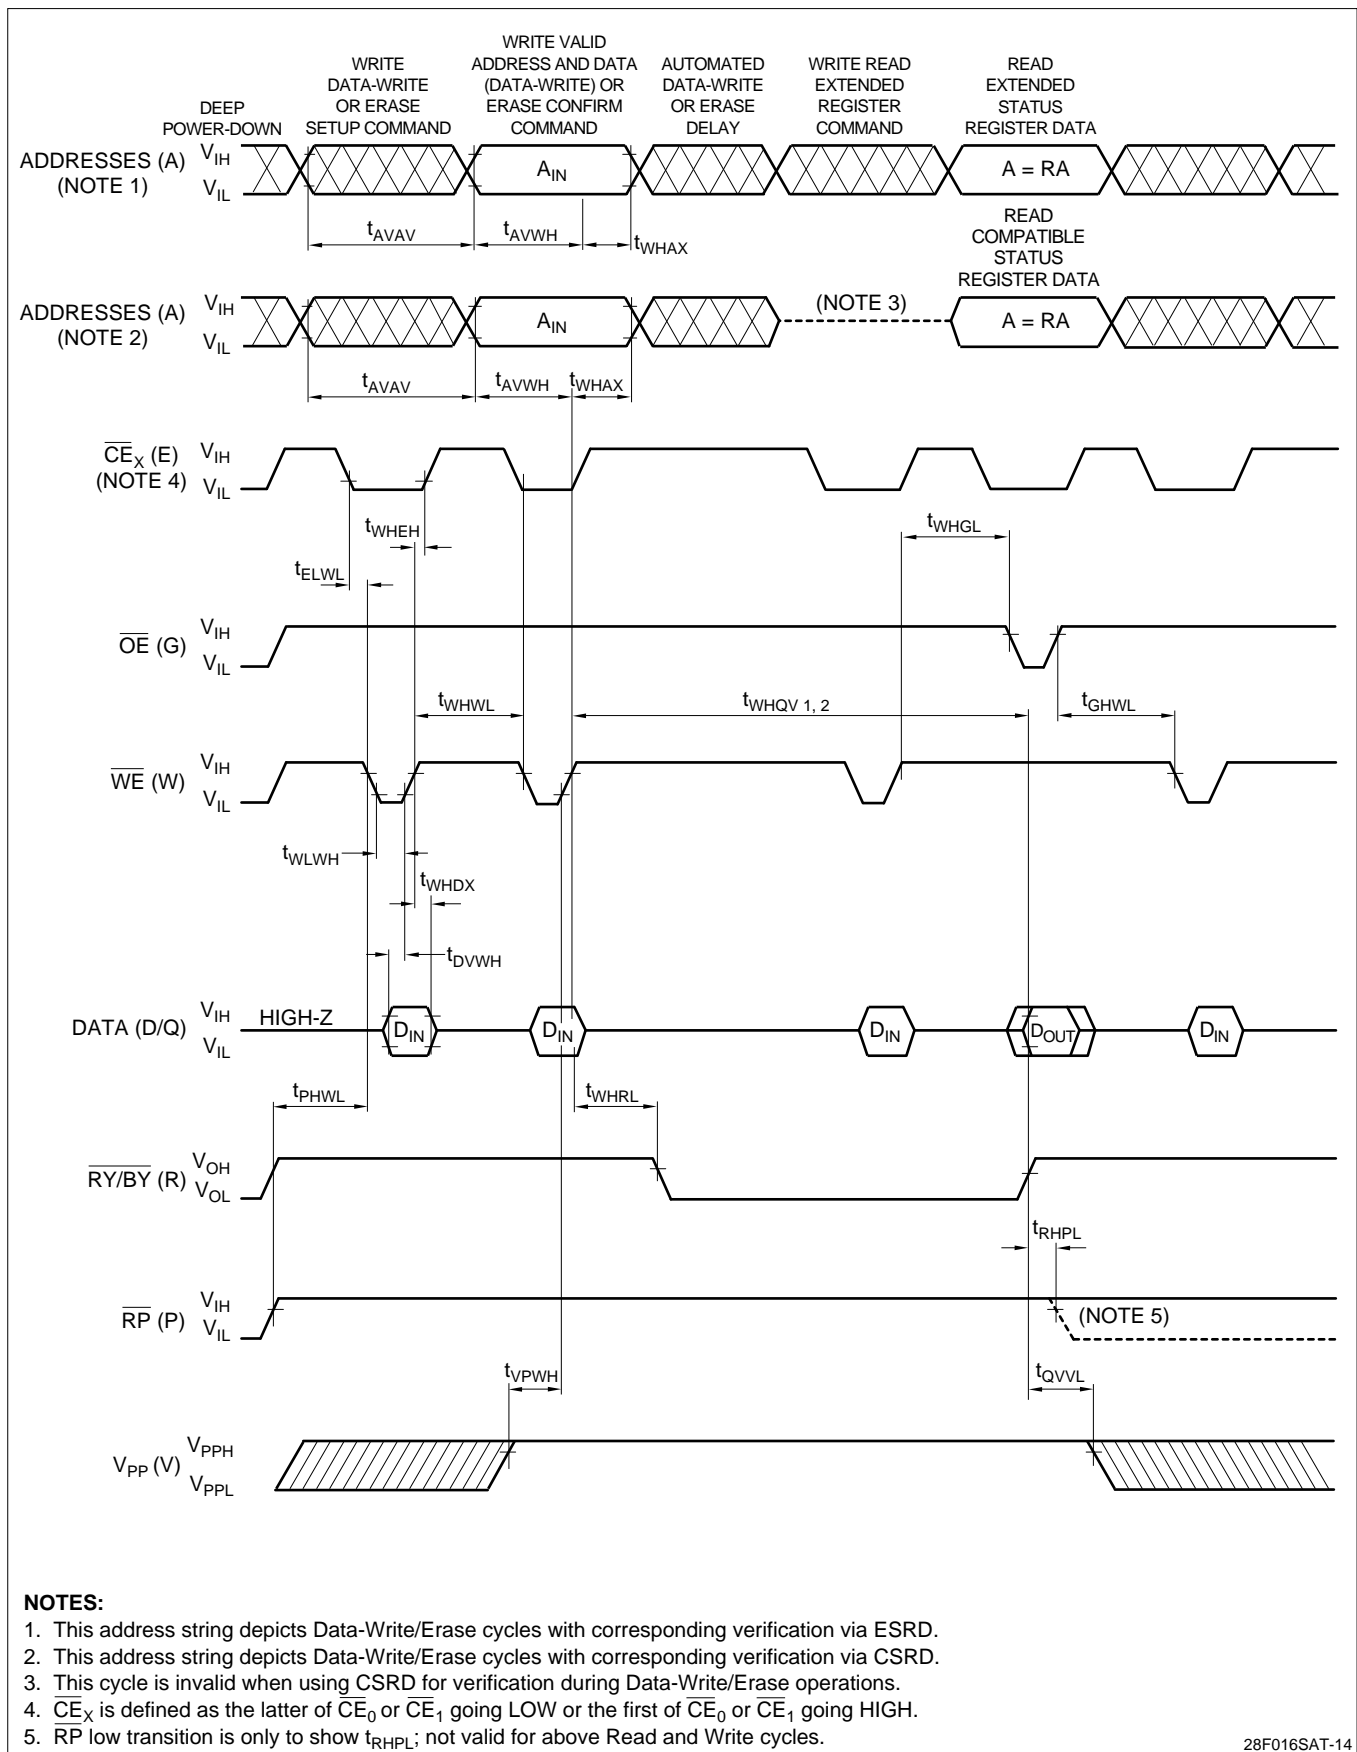 DEEP
POWER-DOWN
WRITE
DATA-WRITE
OR ERASE
SETUP COMMAND
WRITE VALID
ADDRESS AND DATA
(DATA-WRITE) OR
ERASE CONFIRM
COMMAND
AUTOMATED
DATA-WRITE
OR ERASE
DELAY
WRITE READ
EXTENDED
REGISTER
COMMAND
READ
EXTENDED
STATUS
REGISTER DATA
ADDRESSES (A)
(NOTE 1)
VIH
VIL
AIN
A = RA
tAVAV
tAVWH
tWHAX
READ
COMPATIBLE
STATUS
REGISTER DATA
ADDRESSES (A)
(NOTE 2)
VIH
VIL
AIN
(NOTE 3)
A = RA
tAVAV
tAVWH
tWHAX
CEX (E)
(NOTE 4)
VIH
VIL
tWHEH
tWHGL
tELWL
OE (G)
VIH
VIL
tWHWL
tWHQV 1, 2
tGHWL
WE (W)
VIH
VIL
tWLWH
tWHDX
tDVWH
DATA (D/Q)
VIH
VIL
HIGH-Z
DIN
DIN
DIN
DOUT
DIN
tPHWL
tWHRL
RY/BY (R)
VOH
VOL
tRHPL
RP (P)
VIH
VIL
(NOTE 5)
tVPWH
tQVVL
VPP (V)
VPPH
VPPL
NOTES:
1. This address string depicts Data-Write/Erase cycles with corresponding verification via ESRD.
2. This address string depicts Data-Write/Erase cycles with corresponding verification via CSRD.
3. This cycle is invalid when using CSRD for verification during Data-Write/Erase operations.
4. CEX is defined as the latter of CE0 or CE1 going LOW or the first of CE0 or CE1 going HIGH.
5. RP low transition is only to show tRHPL; not valid for above Read and Write cycles.
28F016SAT-14